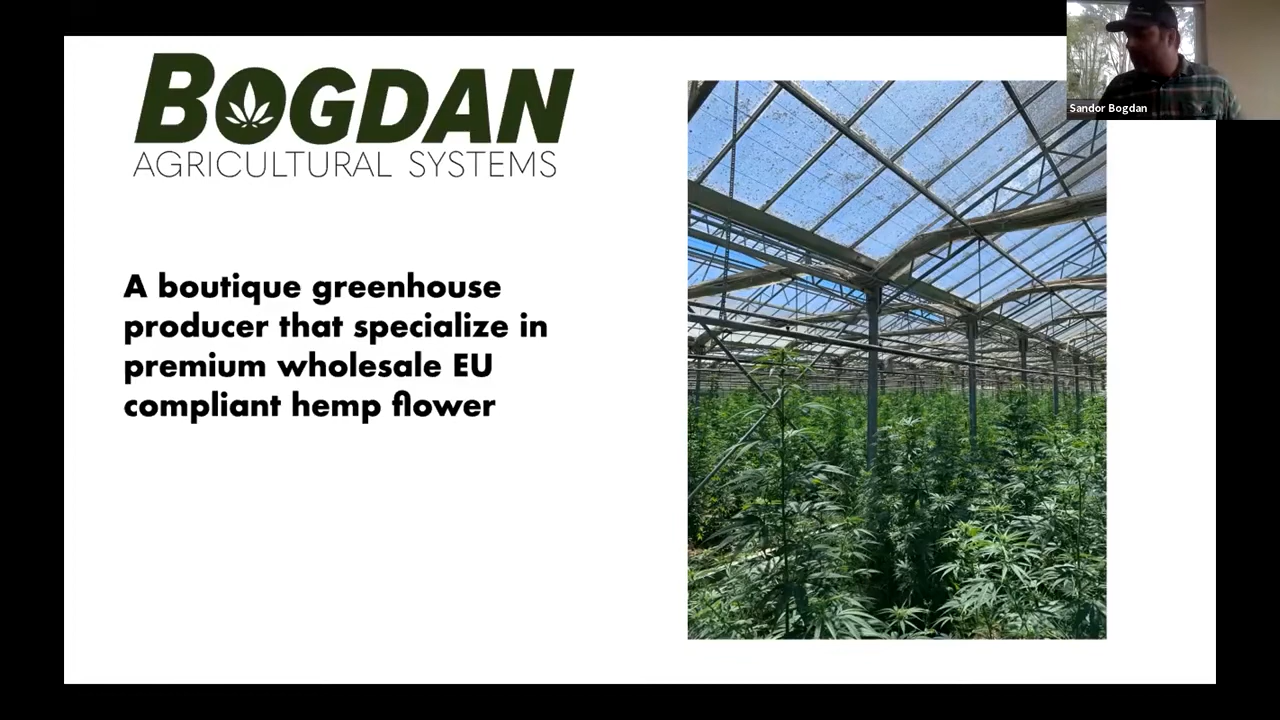 BOGDAN
AGRICULTURAL SYSTEMS
Sandor Bogdan
A boutique greenhouse
producer that specialize in
premium wholesale EU
compliant hemp flower